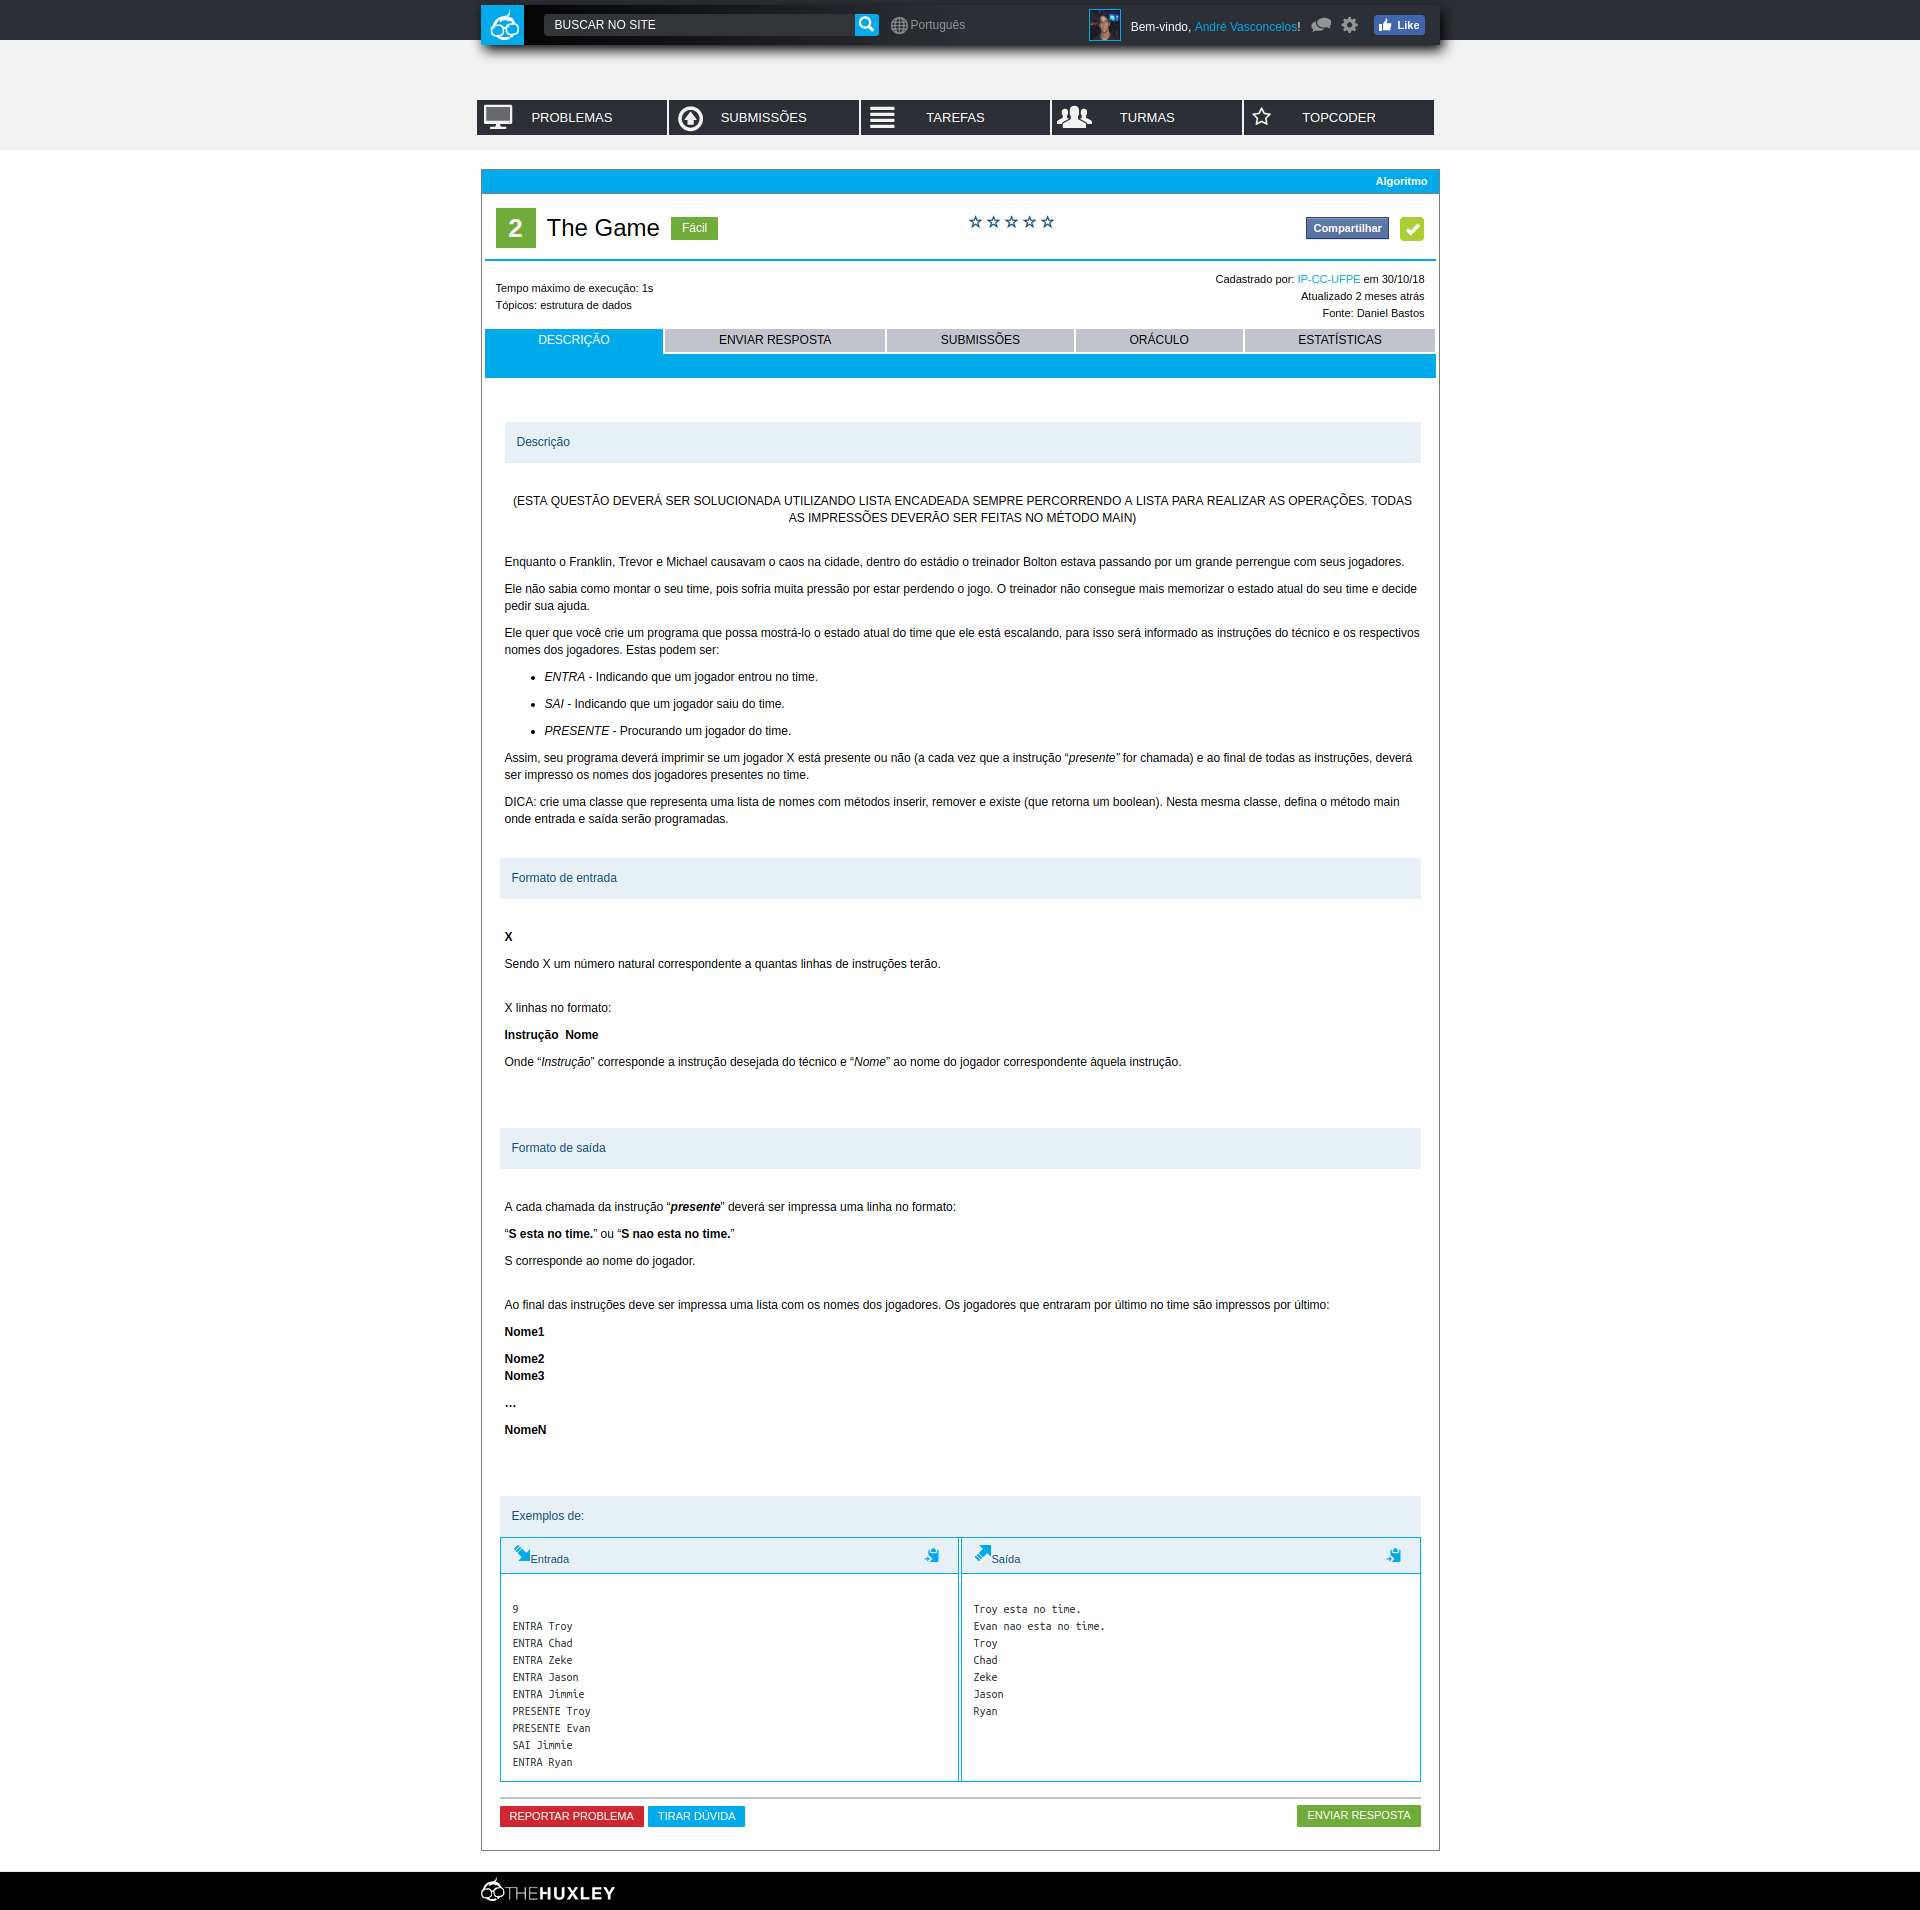 BUSCAR NO SITE
Português
Bem-vindo, André Vasconcelos!
Like
PROBLEMAS
SUBMISSÕES
TAREFAS
TURMAS
TOPCODER
Algoritmo
2
The Game
Fácil
Compartilhar
Tempo máximo de execução: 1s
Tópicos: estrutura de dados
Cadastrado por: IP-CC-UFPE em 30/10/18
Atualizado 2 meses atrás
Fonte: Daniel Bastos
DESCRIÇÃO
ENVIAR RESPOSTA
SUBMISSÕES
ORÁCULO
ESTATÍSTICAS
Descrição
(ESTA QUESTÃO DEVERÁ SER SOLUCIONADA UTILIZANDO LISTA ENCADEADA SEMPRE PERCORRENDO A LISTA PARA REALIZAR AS OPERAÇÕES. TODAS
AS IMPRESSÕES DEVERÃO SER FEITAS NO MÉTODO MAIN)
Enquanto o Franklin, Trevor e Michael causavam o caos na cidade, dentro do estádio o treinador Bolton estava passando por um grande perrengue com seus jogadores.
Ele não sabia como montar o seu time, pois sofria muita pressão por estar perdendo o jogo. O treinador não consegue mais memorizar o estado atual do seu time e decide
pedir sua ajuda.
Ele quer que você crie um programa que possa mostrá-lo o estado atual do time que ele está escalando, para isso será informado as instruções do técnico e os respectivos
nomes dos jogadores. Estas podem ser:
• ENTRA - Indicando que um jogador entrou no time.
• SAI - Indicando que um jogador saiu do time.
• PRESENTE - Procurando um jogador do time.
Assim, seu programa deverá imprimir se um jogador X está presente ou não (a cada vez que a instrução “presente” for chamada) e ao final de todas as instruções, deverá
ser impresso os nomes dos jogadores presentes no time.
DICA: crie uma classe que representa uma lista de nomes com métodos inserir, remover e existe (que retorna um boolean). Nesta mesma classe, defina o método main
onde entrada e saída serão programadas.
Formato de entrada
X
Sendo X um número natural correspondente a quantas linhas de instruções terão.
X linhas no formato:
Instrução  Nome
Onde “Instrução” corresponde a instrução desejada do técnico e “Nome” ao nome do jogador correspondente àquela instrução.
Formato de saída
A cada chamada da instrução “presente” deverá ser impressa uma linha no formato:
“S esta no time.” ou “S nao esta no time.”
S corresponde ao nome do jogador.
Ao final das instruções deve ser impressa uma lista com os nomes dos jogadores. Os jogadores que entraram por último no time são impressos por último:
Nome1
Nome2
Nome3
…
NomeN
Exemplos de:
Entrada
9
ENTRA Troy
ENTRA Chad
ENTRA Zeke
ENTRA Jason
ENTRA Jimmie
PRESENTE Troy
PRESENTE Evan
SAI Jimmie
ENTRA Ryan
Saída
Troy esta no time.
Evan nao esta no time.
Troy
Chad
Zeke
Jason
Ryan
REPORTAR PROBLEMA
TIRAR DÚVIDA
ENVIAR RESPOSTA
THEHUXLEY